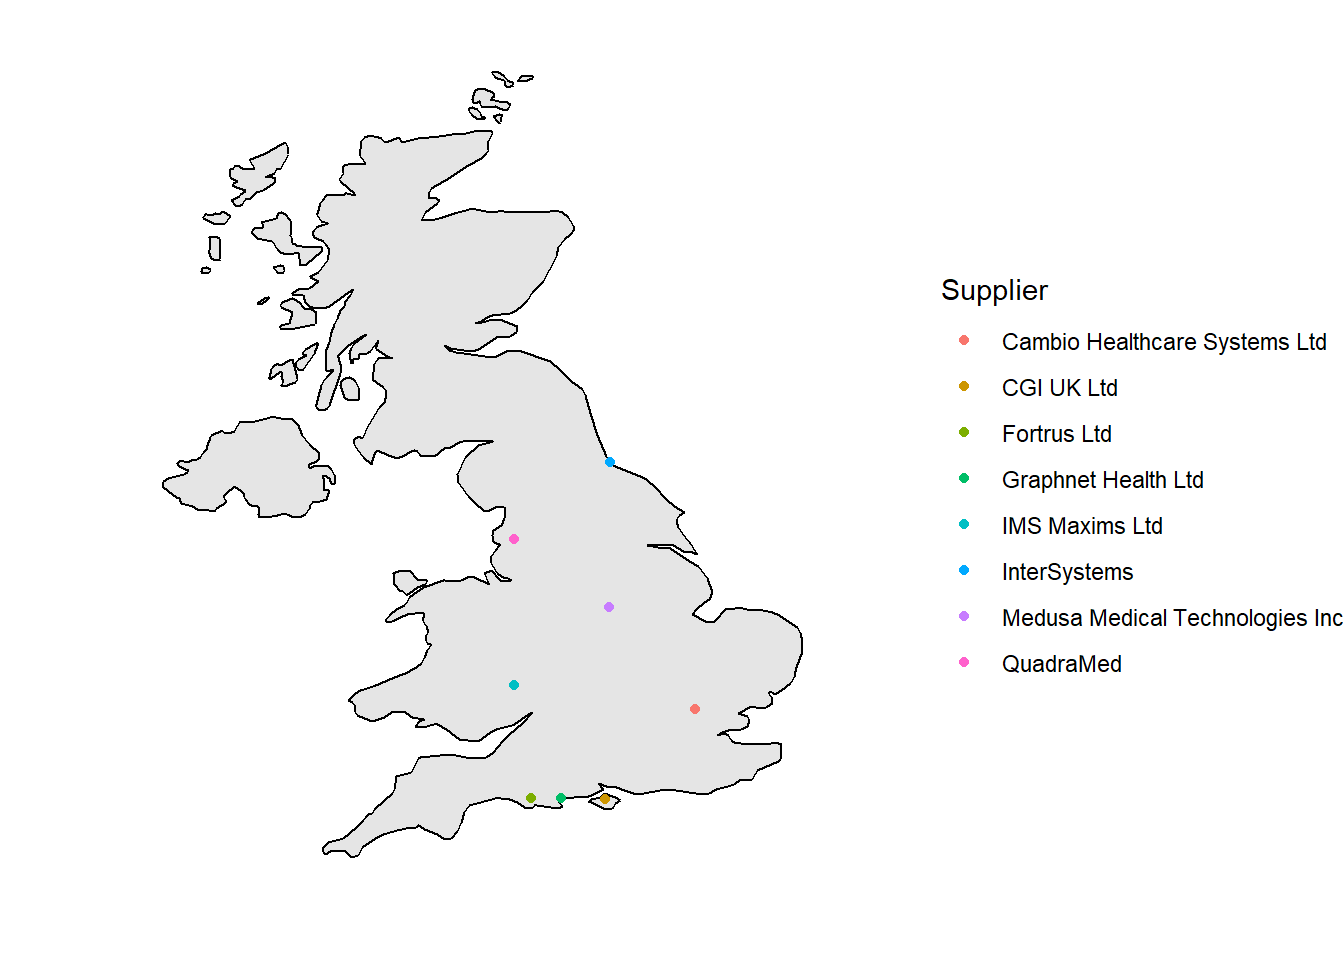 Supplier
Cambio Healthcare Systems Ltd
CGI UK Ltd
Fortrus Ltd
Graphnet Health Ltd
IMS Maxims Ltd
InterSystems
Medusa Medical Technologies Inc
QuadraMed